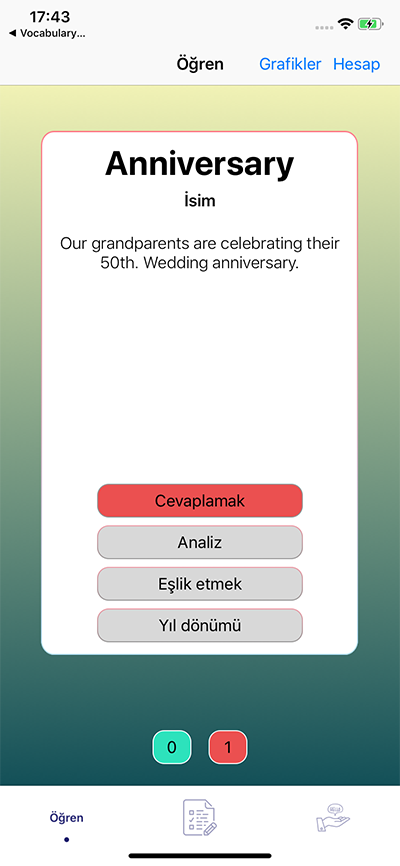 17:43
◀ Vocabulary...
Öğren
Grafikler
Hesap
Anniversary
İsim
Our grandparents are celebrating their
50th. Wedding anniversary.
Cevaplamak
Analiz
Eşlik etmek
Yıl dönümü
0
1
Öğren